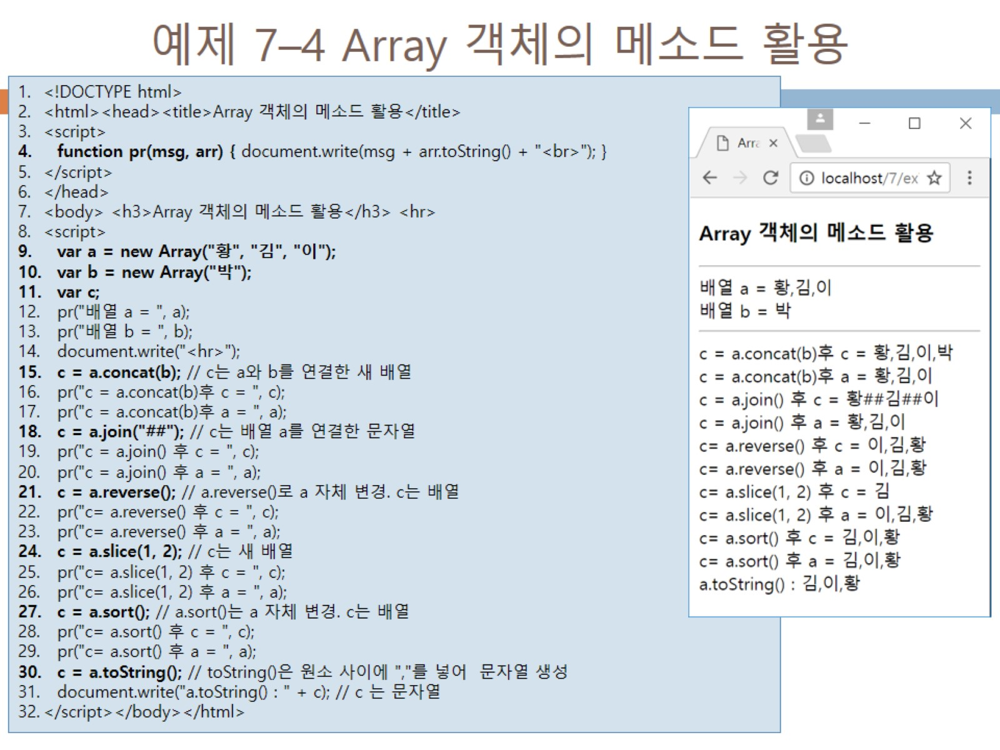 예제 7–4 Array 객체의 메소드 활용
1. <!DOCTYPE html>
2. <html><head><title>Array 객체의 메소드 활용</title>
3. <script>
4. function pr(msg, arr) { document.write(msg + arr.toString() + "<br>"); }
5. </script>
6. </head>
7. <body> <h3>Array 객체의 메소드 활용</h3> <hr>
8. <script>
9. var a = new Array("황", "김", "이");
10. var b = new Array("박");
11. var c;
12. pr("배열 a = ", a);
13. pr("배열 b = ", b);
14. document.write("<hr>");
15. c = a.concat(b); // c는 a와 b를 연결한 새 배열
16. pr("c = a.concat(b)후 c = ", c);
17. pr("c = a.concat(b)후 a = ", a);
18. c = a.join("##"); // c는 배열 a를 연결한 문자열
19. pr("c = a.join() 후 c = ", c);
20. pr("c = a.join() 후 a = ", a);
21. c = a.reverse(); // a.reverse()로 a 자체 변경. c는 배열
22. pr("c= a.reverse() 후 c = ", c);
23. pr("c= a.reverse() 후 a = ", a);
24. c = a.slice(1, 2); // c는 새 배열
25. pr("c= a.slice(1, 2) 후 c = ", c);
26. pr("c= a.slice(1, 2) 후 a = ", a);
27. c = a.sort(); // a.sort()는 a 자체 변경. c는 배열
28. pr("c= a.sort() 후 c = ", c);
29. pr("c= a.sort() 후 a = ", a);
30. c = a.toString(); // toString()은 원소 사이에 ","를 넣어 문자열 생성
31. document.write("a.toString() : " + c); // c 는 문자열
32. </script></body></html>
Arra
localhost/7/ex
Array 객체의 메소드 활용
배열 a = 황,김,이
배열 b = 박
c = a.concat(b)후 c = 황,김,이,박
c = a.concat(b)후 a = 황,김,이
c = a.join() 후 c = 황##김##이
c = a.join() 후 a = 황,김,이
c= a.reverse() 후 c = 이,김,황
c= a.reverse() 후 a = 이,김,황
c= a.slice(1, 2) 후 c = 김
c= a.slice(1, 2) 후 a = 이,김,황
c= a.sort() 후 c = 김,이,황
c= a.sort() 후 a = 김,이,황
a.toString() : 김,이,황